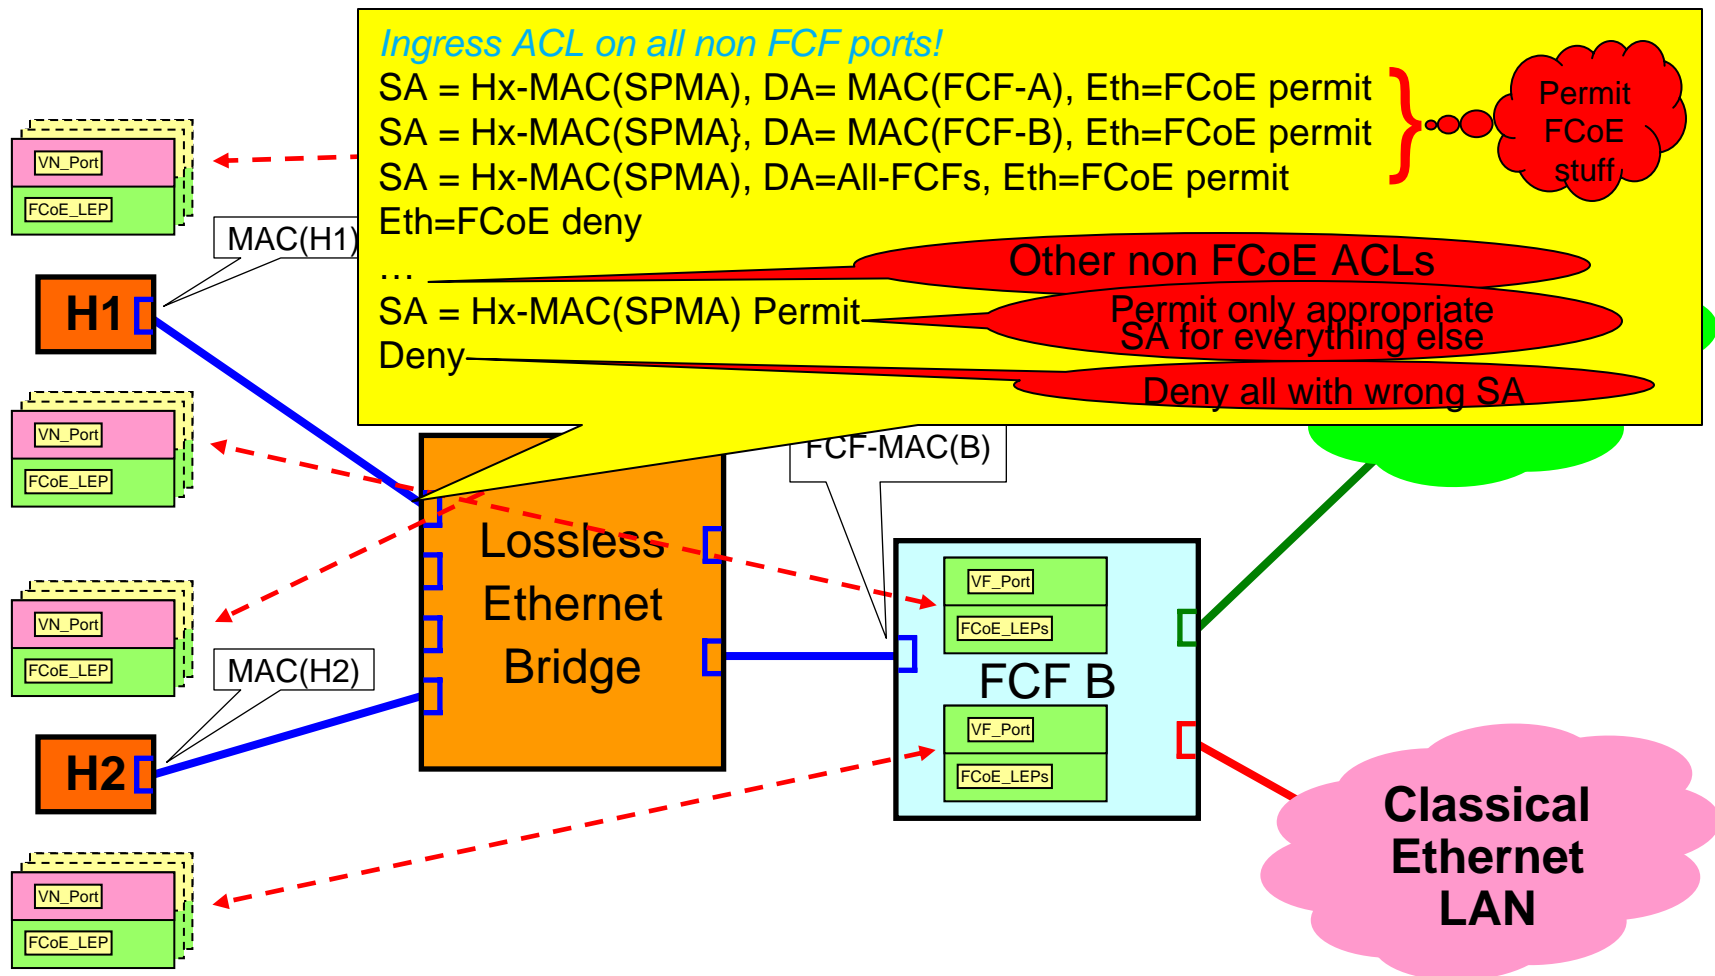 Ingress ACL on all non FCF ports!
SA = Hx-MAC(SPMA), DA= MAC(FCF-A), Eth=FCoE permit
SA = Hx-MAC(SPMA}, DA= MAC(FCF-B), Eth=FCoE permit
SA = Hx-MAC(SPMA), DA=All-FCFs, Eth=FCoE permit
Eth=FCoE deny
…
SA = Hx-MAC(SPMA) Permit
Deny
Permit
FCoE
stuff
Other non FCoE ACLs
Permit only appropriate
SA for everything else
Deny all with wrong SA
VN_Port
FCoE_LEP
MAC(H1)
H1
VN_Port
FCoE_LEP
FCF-MAC(B)
Lossless
Ethernet
Bridge
VN_Port
FCoE_LEP
MAC(H2)
H2
VF_Port
FCoE_LEPs
FCF B
VF_Port
FCoE_LEPs
VN_Port
FCoE_LEP
Classical
Ethernet
LAN